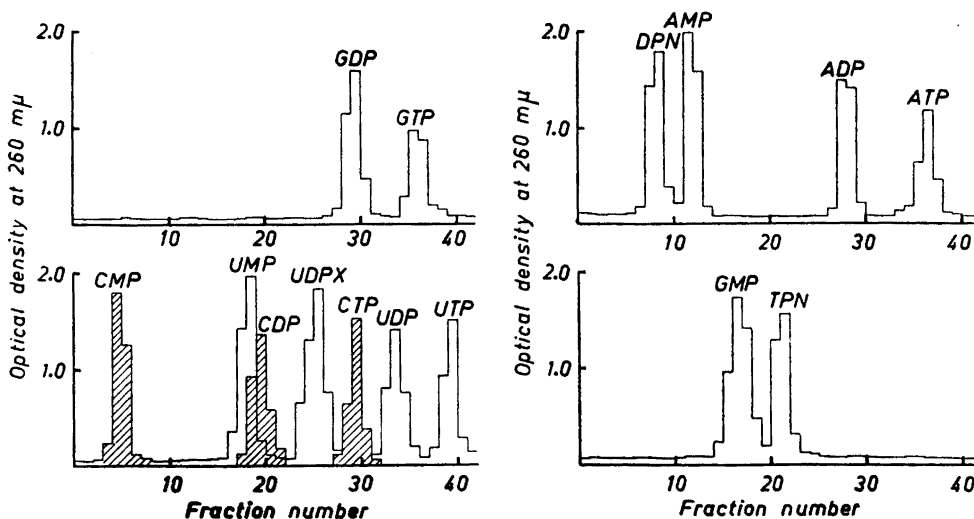 Optical density at 260 mμ
2.0
1.0
GDP
GTP
10 20 30 40
Optical density at 260 mμ
2.0
1.0
DPN
AMP
ADP
ATP
10 20 30 40
2.0
1.0
CMP
UMP
CDP
UDPX
CTP
UDP
UTP
10 20 30 40
Fraction number
2.0
1.0
GMP
TPN
10 20 30 40
Fraction number